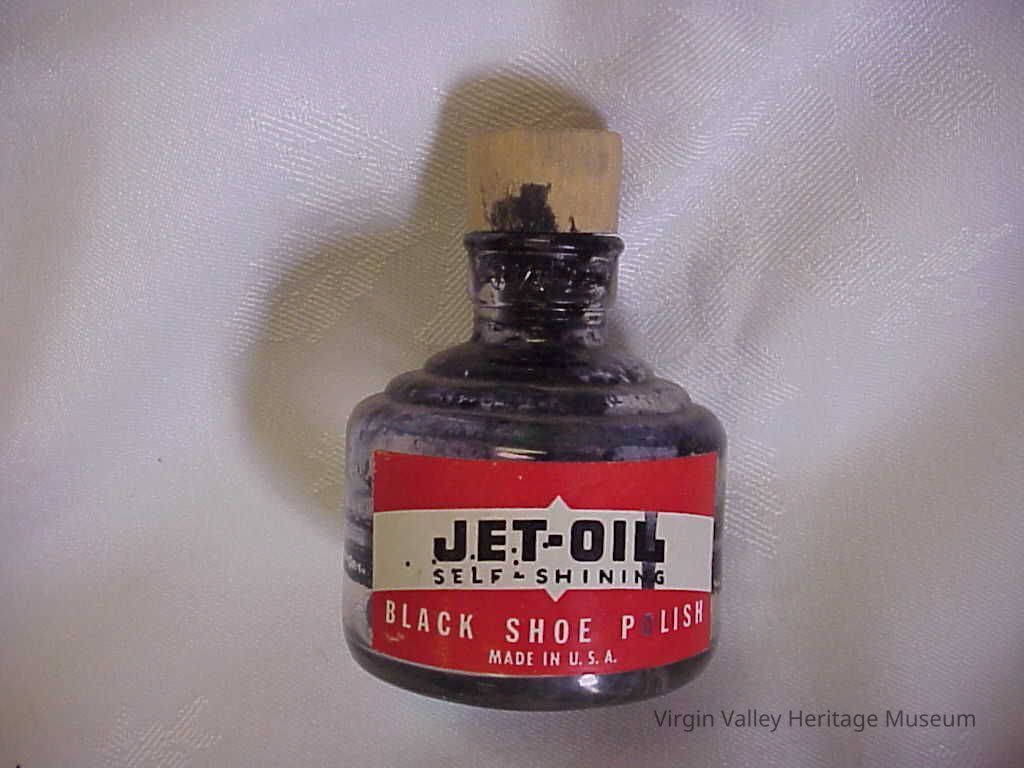 JET-OIL
SELF-SHINING
BLACK SHOE POLISH
MADE IN U.S.A.
Virgin Valley Heritage Museum